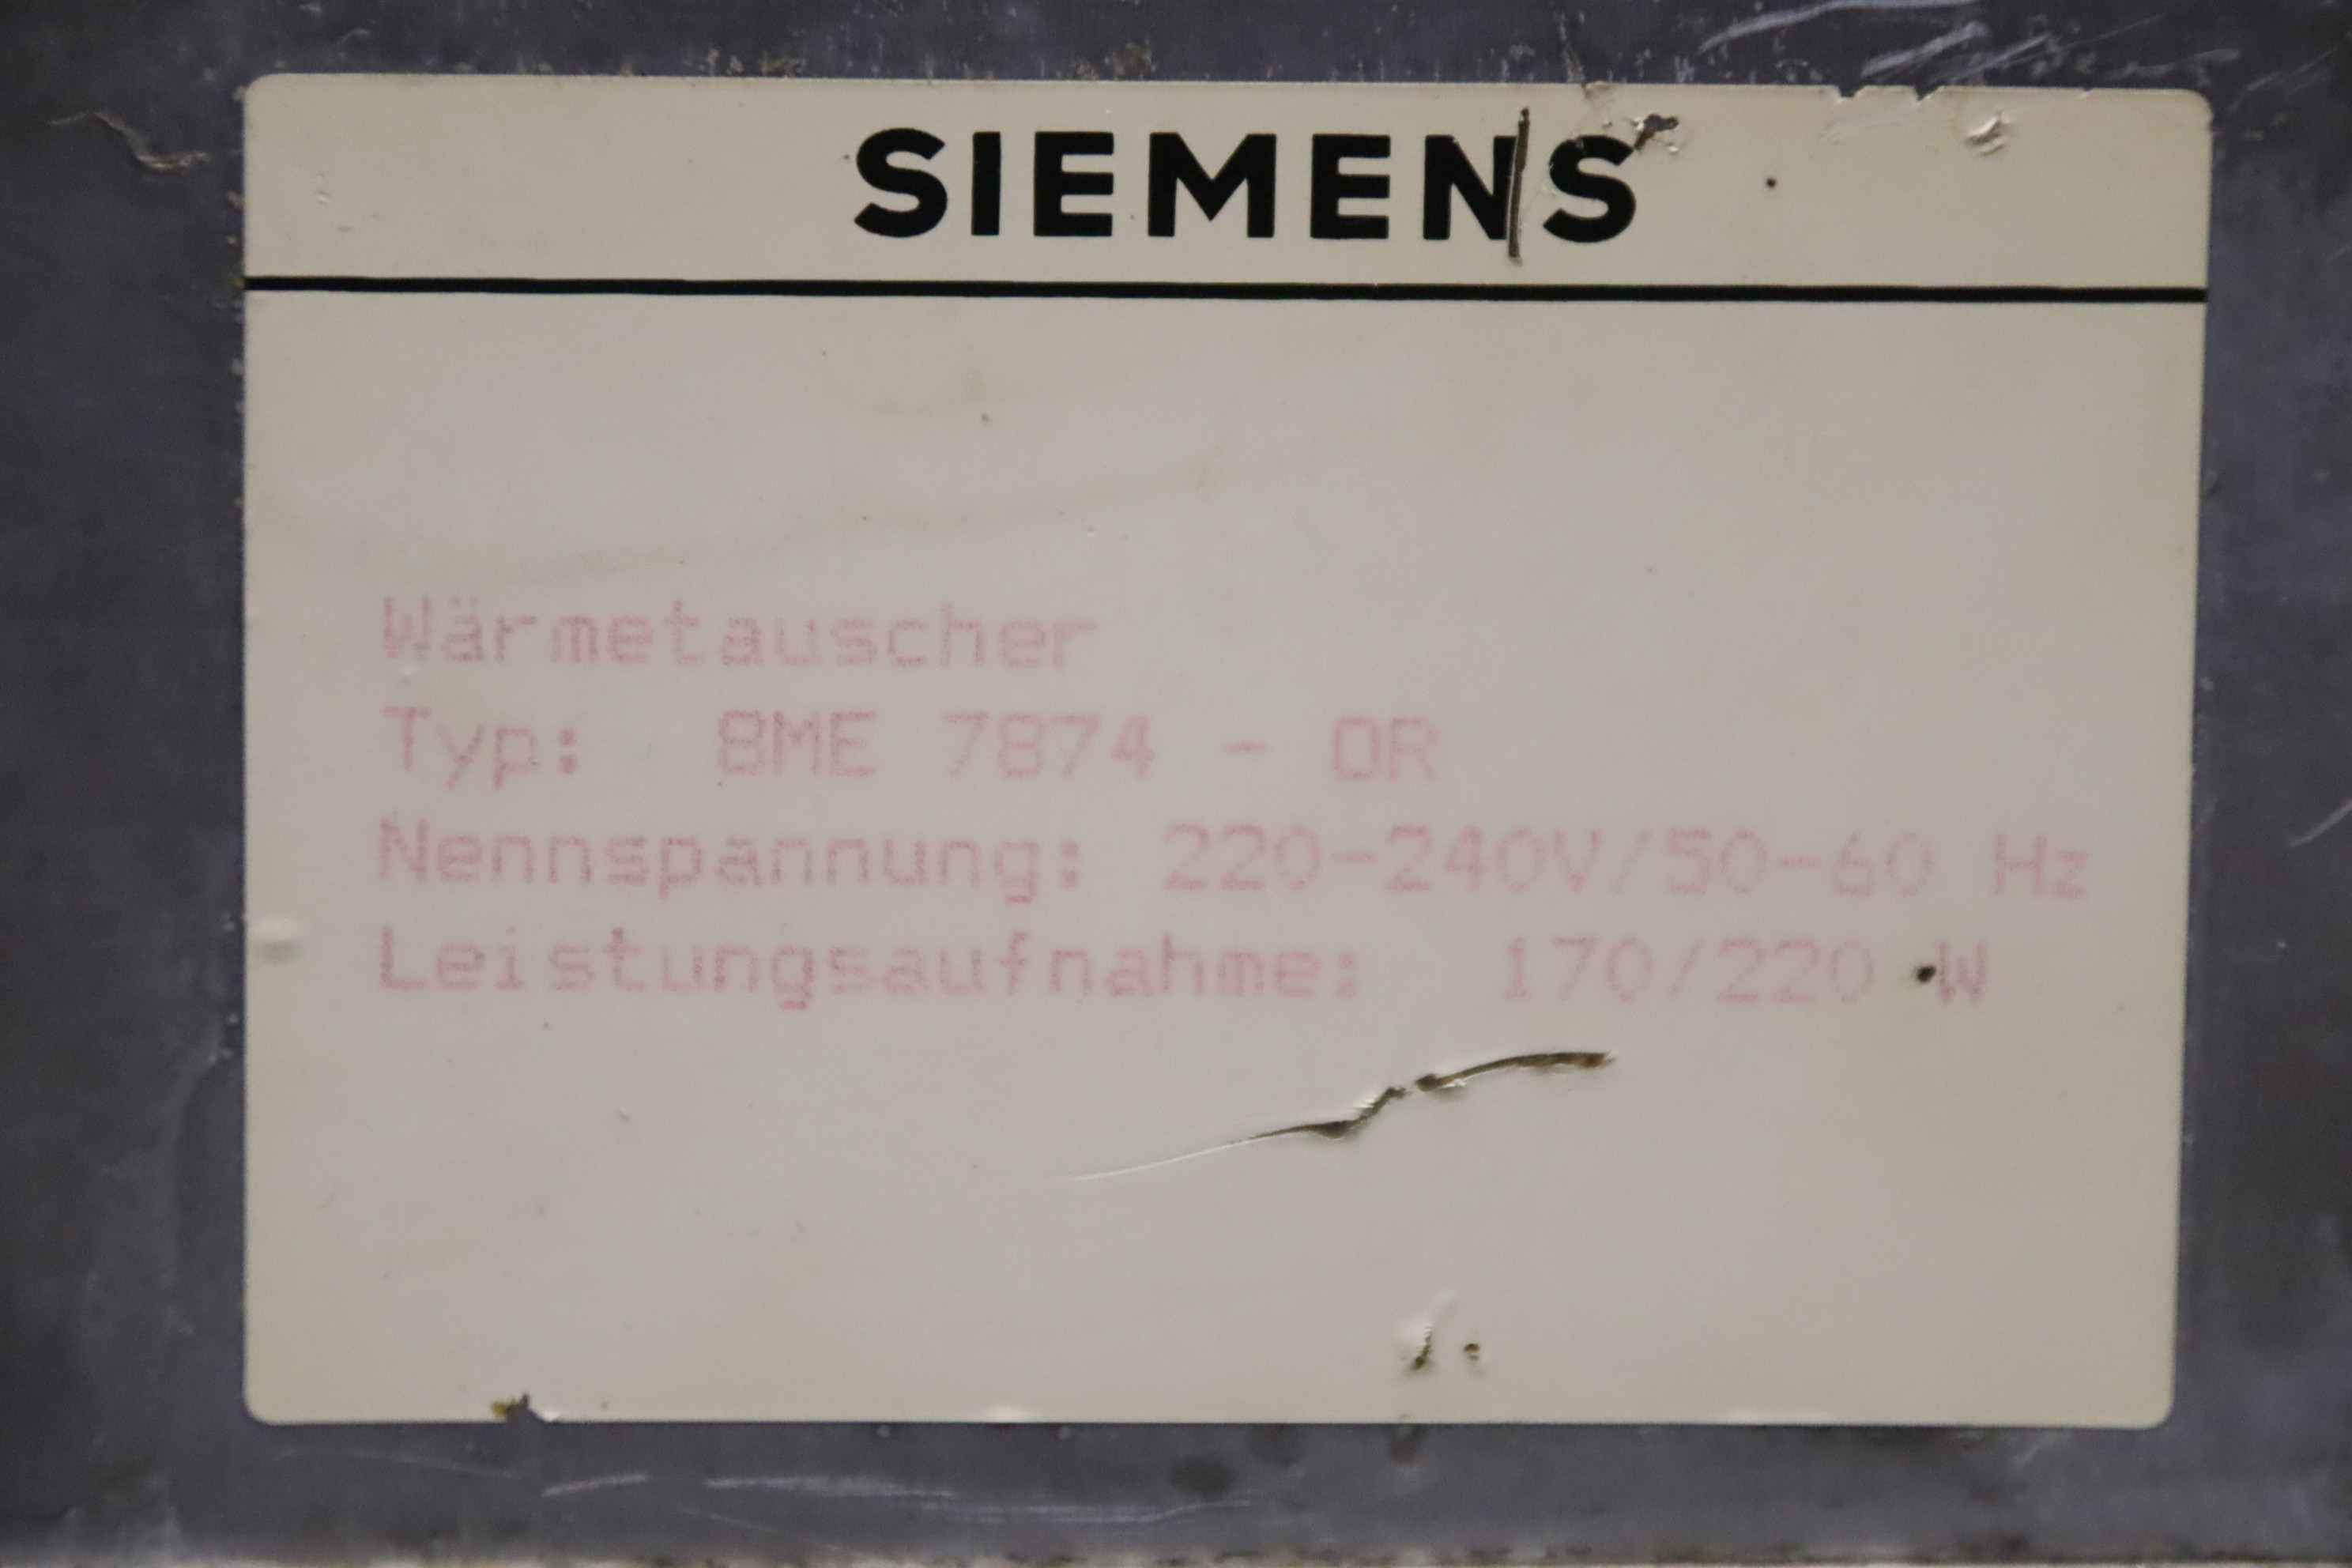 SIEMENS
Wärmetauscher
Typ: 8ME 7874 - 0R
Nennspannung: 220-240V/50-60 Hz
Leistungsaufnahme: 170/220 W